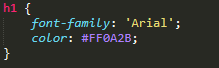 h1 {
    font-family: 'Arial';
    color: #FF0A2B;
}